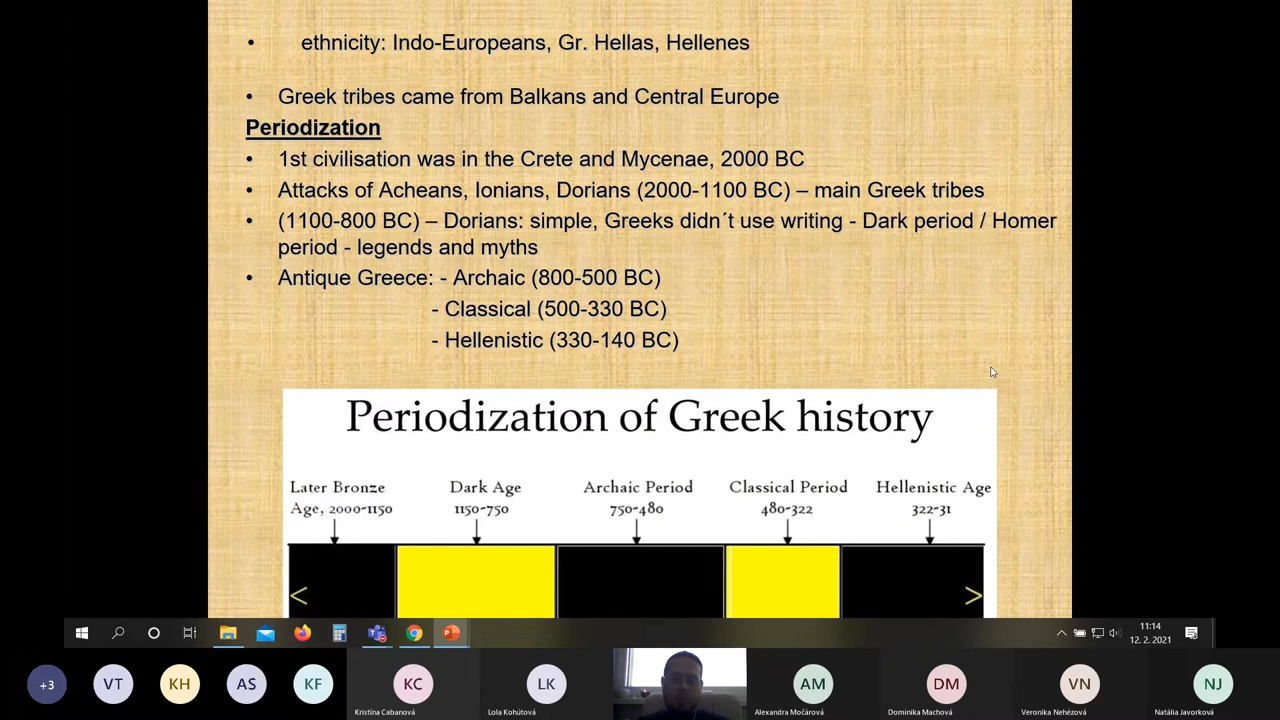 ethnicity: Indo-Europeans, Gr. Hellas, Hellenes
Greek tribes came from Balkans and Central Europe
Periodization
1st civilisation was in the Crete and Mycenae, 2000 BC
Attacks of Acheans, Ionians, Dorians (2000-1100 BC) – main Greek tribes
(1100-800 BC) – Dorians: simple, Greeks didn´t use writing - Dark period / Homer
period - legends and myths
Antique Greece: - Archaic (800-500 BC)
- Classical (500-330 BC)
- Hellenistic (330-140 BC)
Periodization of Greek history
Later Bronze
Age, 2000-1150
Dark Age
1150-750
Archaic Period
750-480
Classical Period
480-322
Hellenistic Age
322-31
< >
11:14
12. 2. 2021
+3 VT KH AS KF KC LK AM DM VN NJ
Kristína Cabanová Lola Kohútová Alexandra Močárová Dominika Machová Veronika Nehézová Natália Javorková